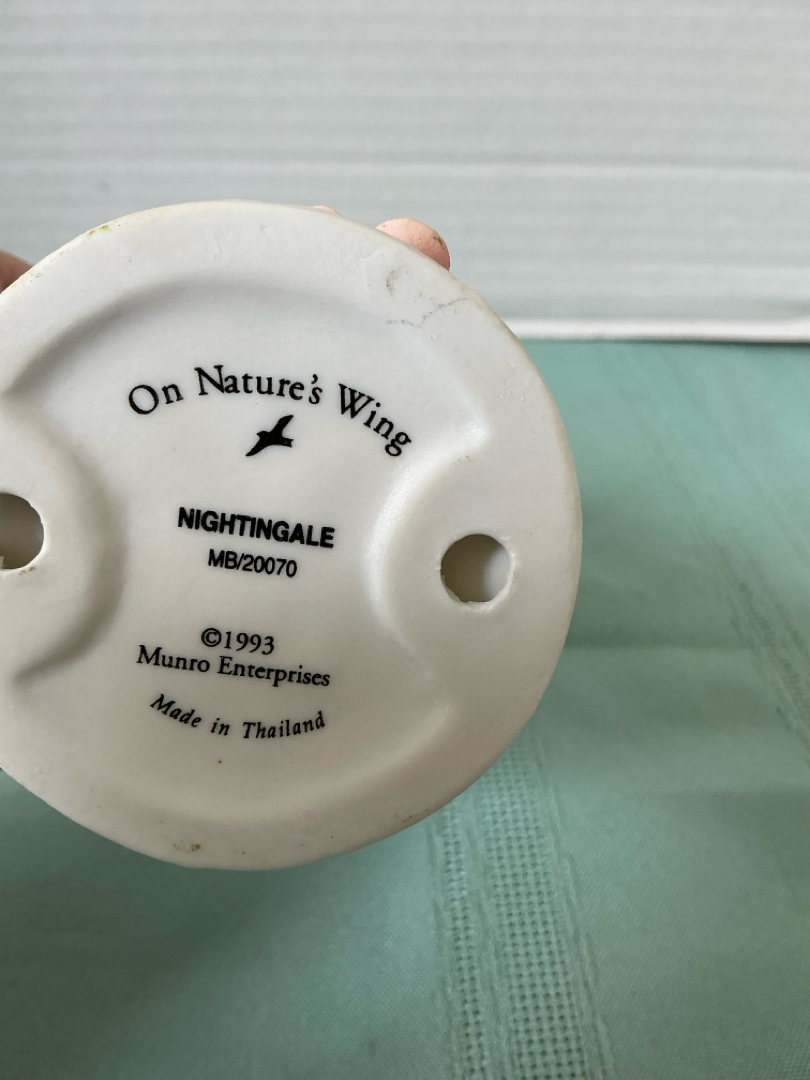 On Nature's Wing
NIGHTINGALE
MB/20070
©1993
Munro Enterprises
Made in Thailand